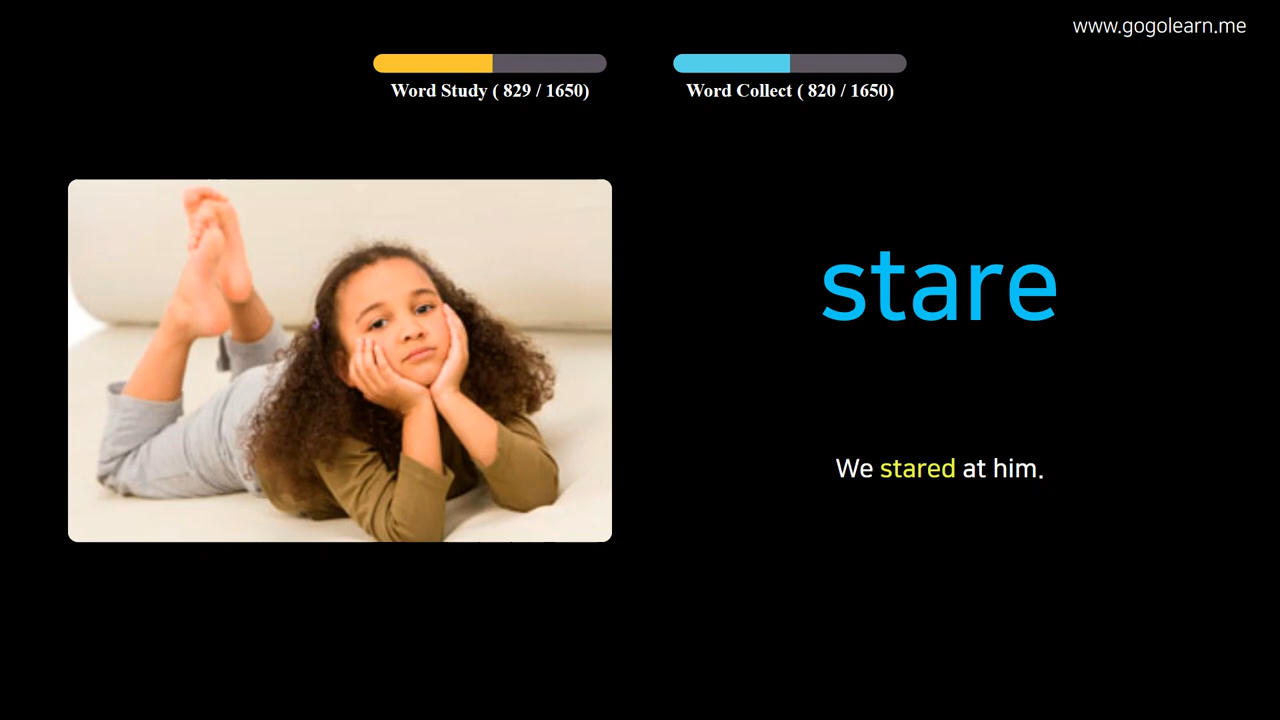 www.gogolearn.me
Word Study ( 829 / 1650)
Word Collect ( 820 / 1650)
stare
We stared at him.